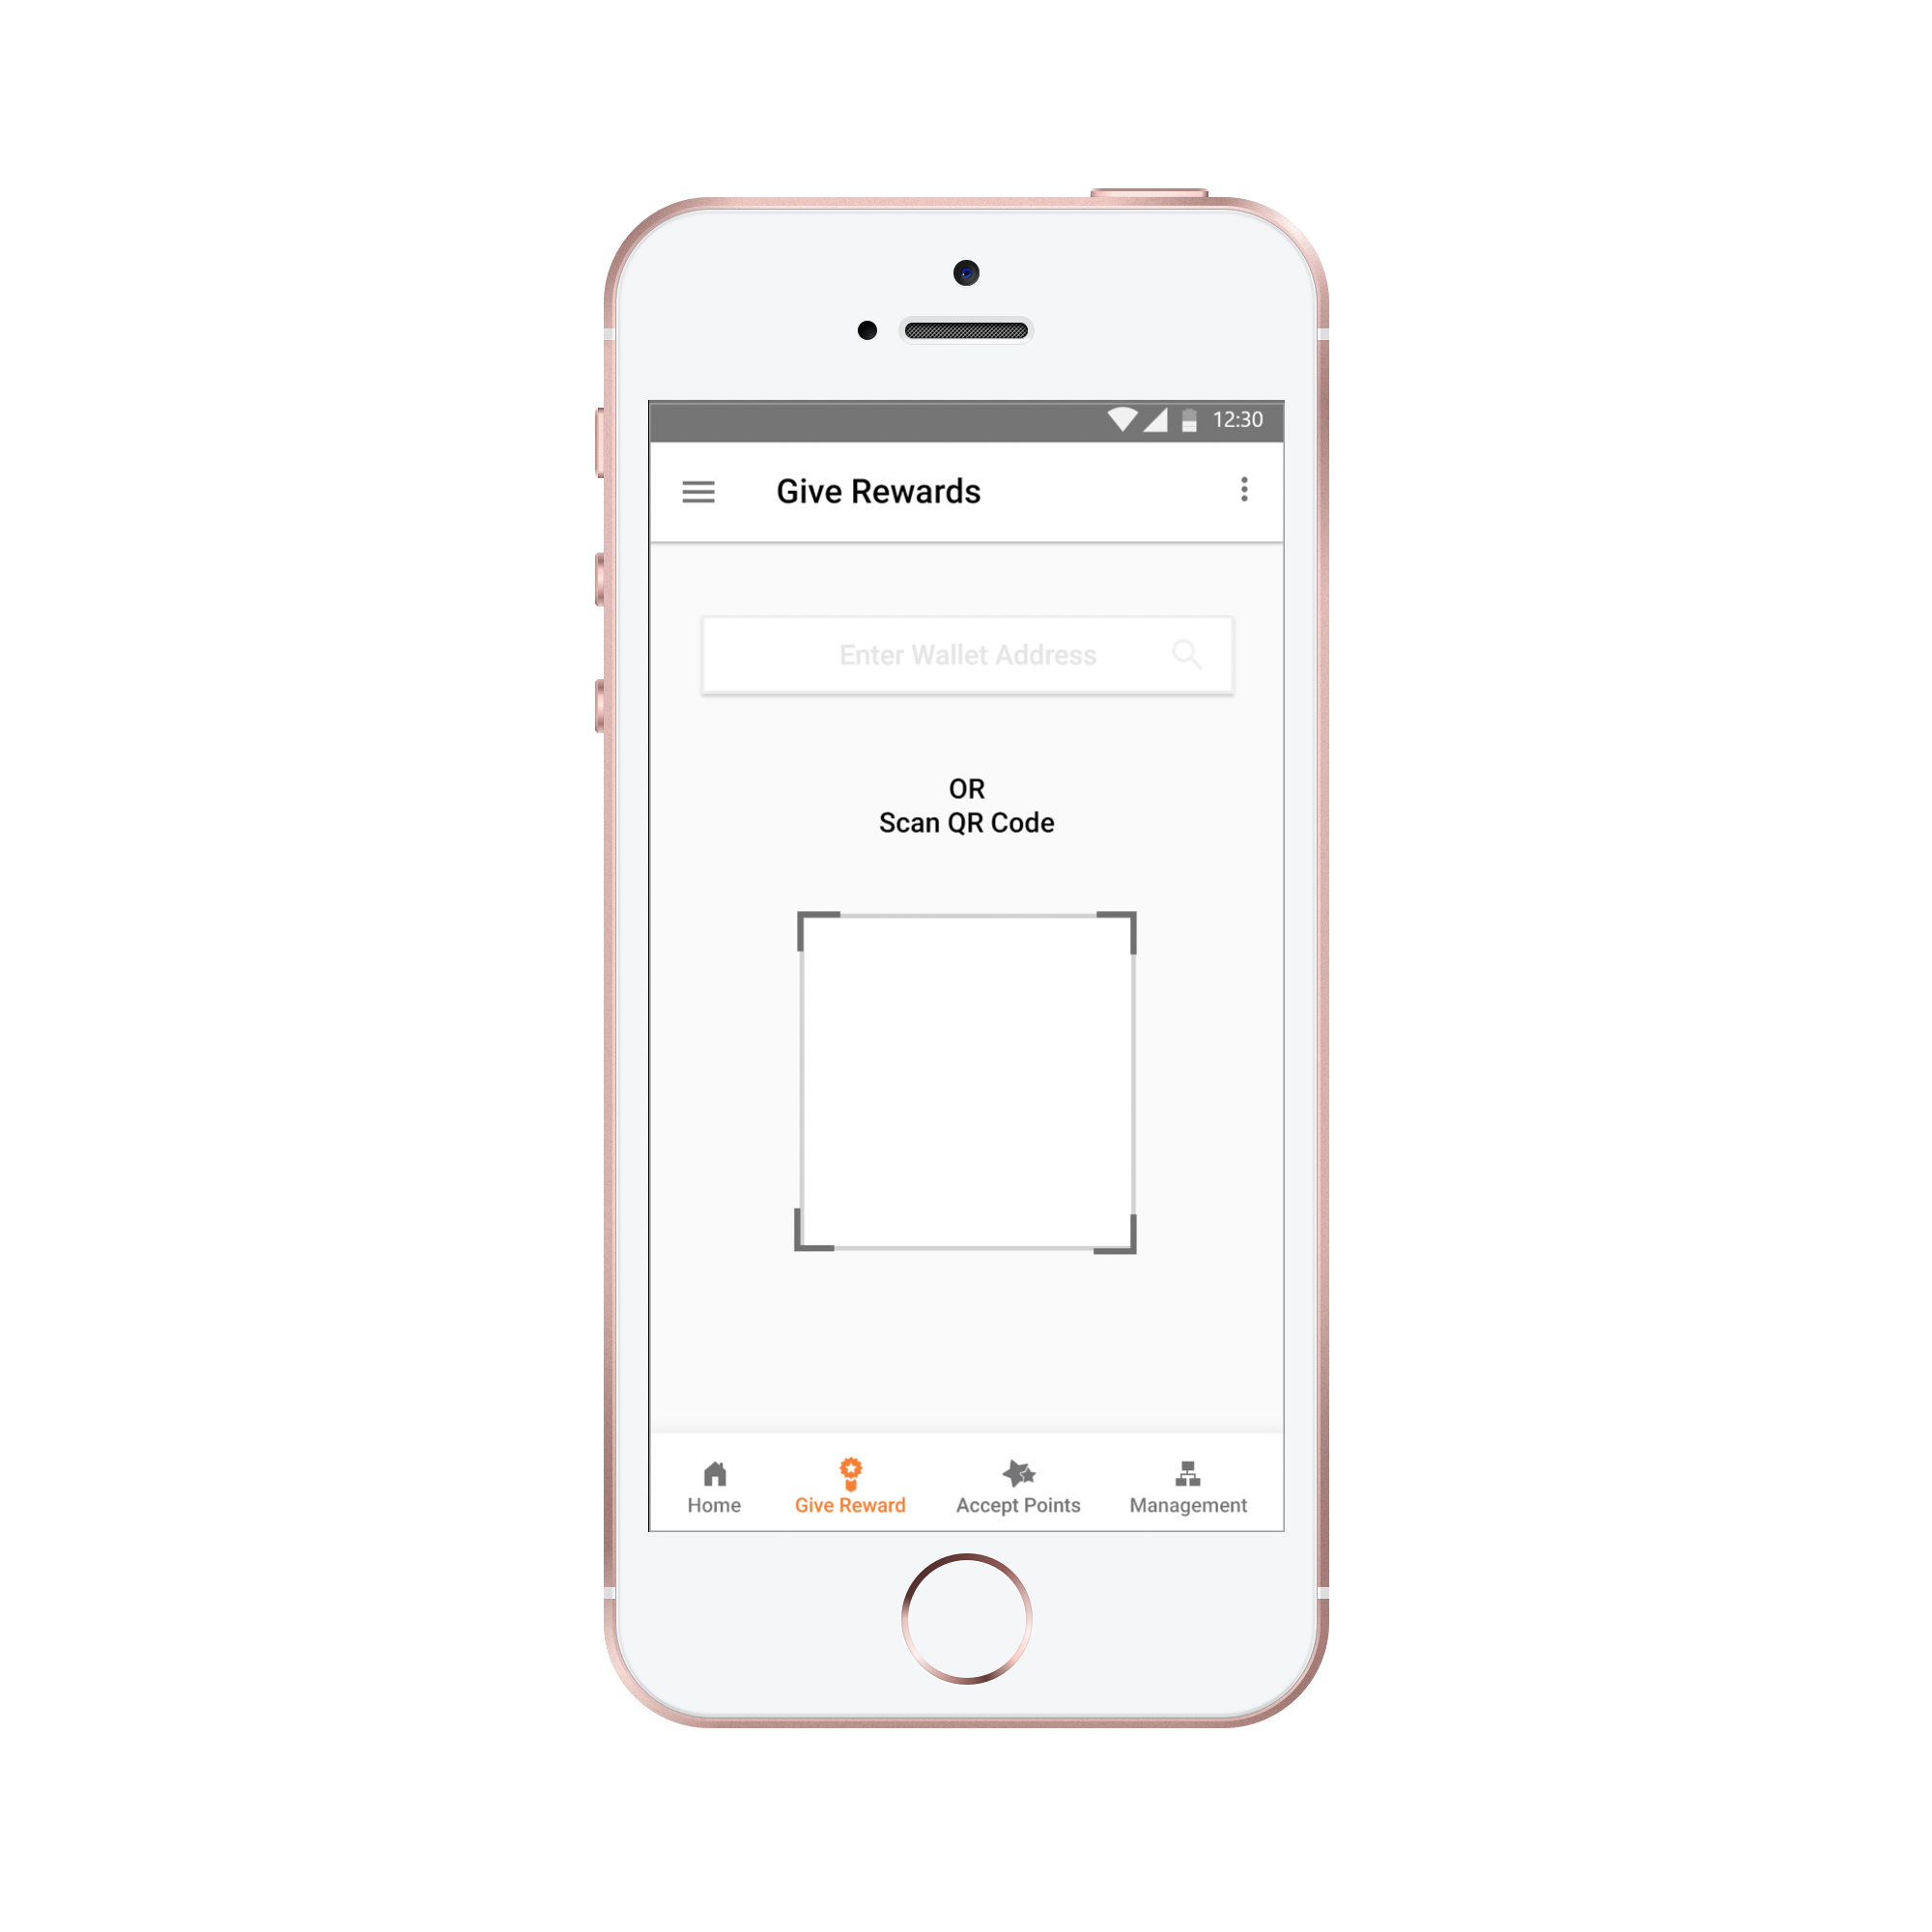 12:30
Give Rewards
Enter Wallet Address
OR
Scan QR Code
Home
Give Reward
Accept Points
Management